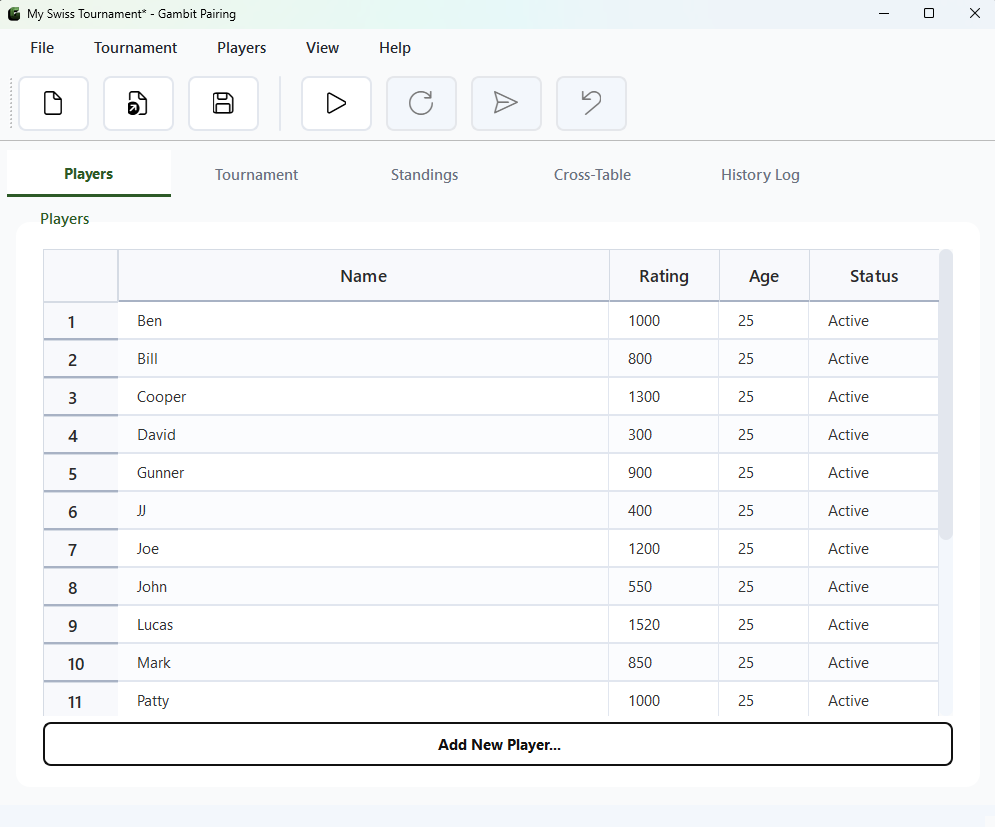 My Swiss Tournament* - Gambit Pairing
File Tournament Players View Help
Players Tournament Standings Cross-Table History Log
Players
Name Rating Age Status
1 Ben 1000 25 Active
2 Bill 800 25 Active
3 Cooper 1300 25 Active
4 David 300 25 Active
5 Gunner 900 25 Active
6 JJ 400 25 Active
7 Joe 1200 25 Active
8 John 550 25 Active
9 Lucas 1520 25 Active
10 Mark 850 25 Active
11 Patty 1000 25 Active
Add New Player...